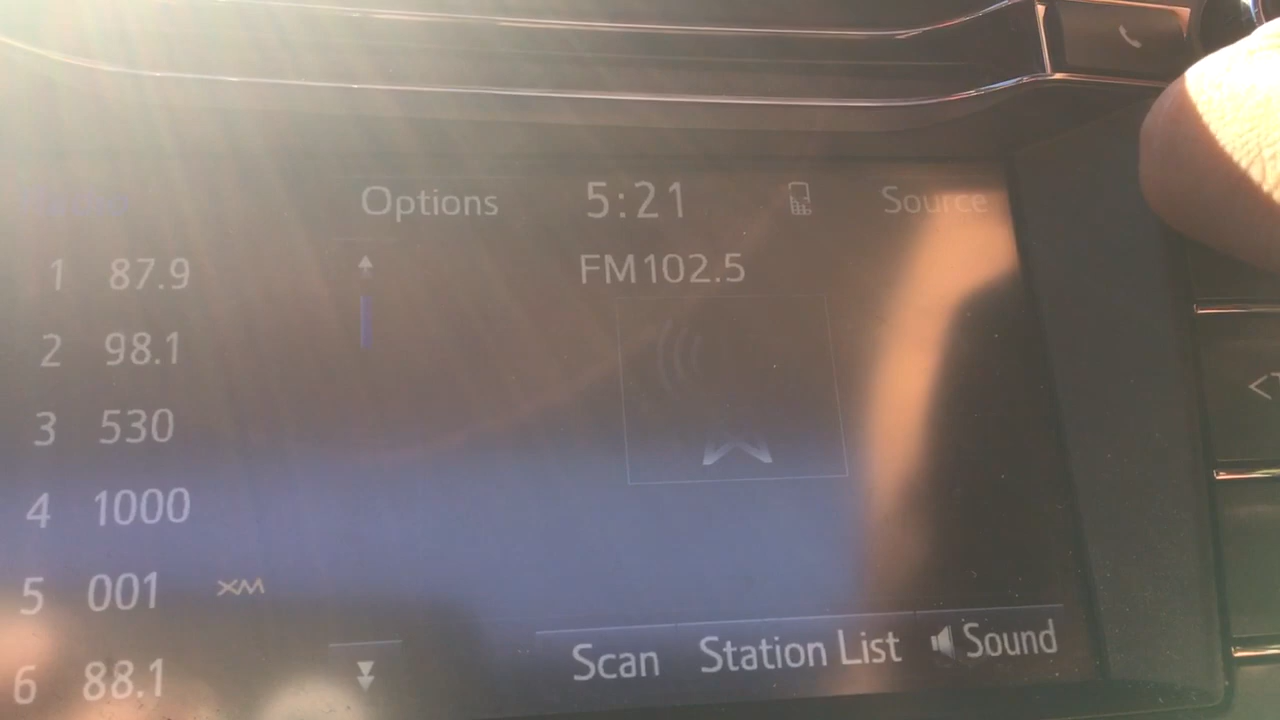 Options 5:21 Source
FM102.5
1 87.9
2 98.1
3 530
4 1000
5 001 XM
6 88.1
Scan Station List Sound